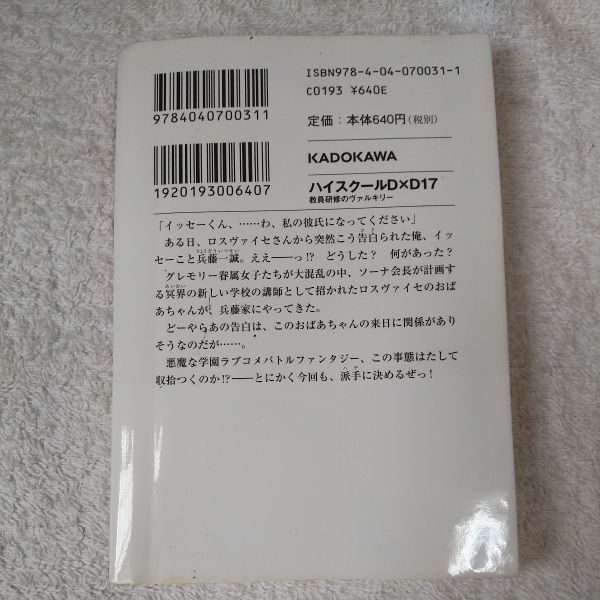 ISBN978-4-04-070031-1
C0193 ¥640E
9784040700311
定価：本体640円（税別）
KADOKAWA
1920193006407
ハイスクールD×D17
教員研修のヴァルキリー
「イッセーくん、……わ、私の彼氏になってください」
ある日、ロスヴァイセさんから突然こう告白られた俺、イッ
セーこと兵藤一誠。ええ――っ!? どうした？ 何があった？
グレモリー眷属女子たちが大混乱の中、ソーナ会長が計画す
る冥界の新しい学校の講師として招かれたロスヴァイセのおば
あちゃんが、兵藤家にやってきた。
どーやらあの告白は、このおばあちゃんの来日に関係があり
そうなのだが……。
悪魔な学園ラブコメバトルファンタジー、この事態はたして
収拾つくのか!?――とにかく今回も、派手に決めるぜっ！